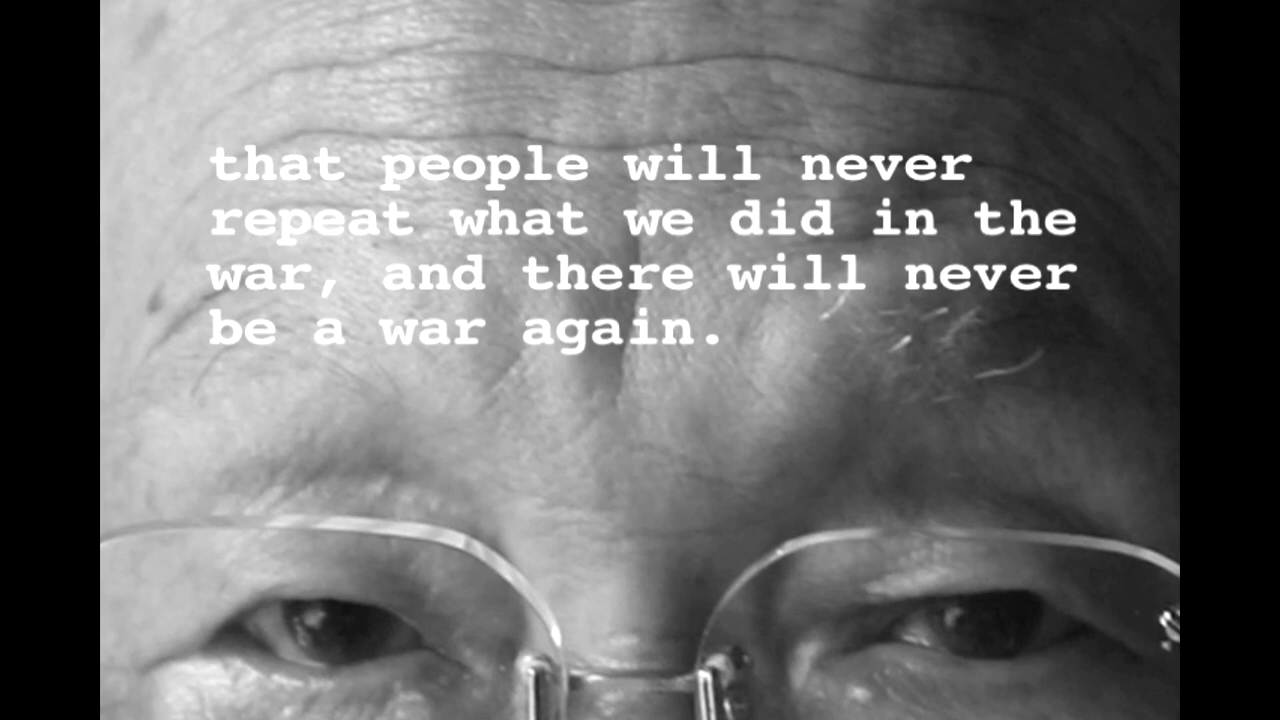 that people will never
repeat what we did in the
war, and there will never
be a war again.